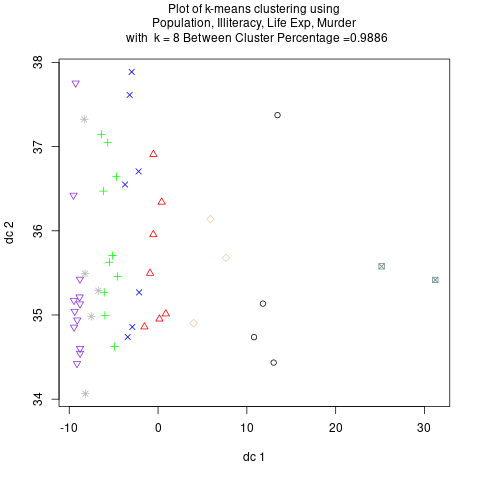 Plot of k-means clustering using
Population, Illiteracy, Life Exp, Murder
with k = 8 Between Cluster Percentage =0.9886
38
37
36
35
34
dc 2
-10 0 10 20 30
dc 1